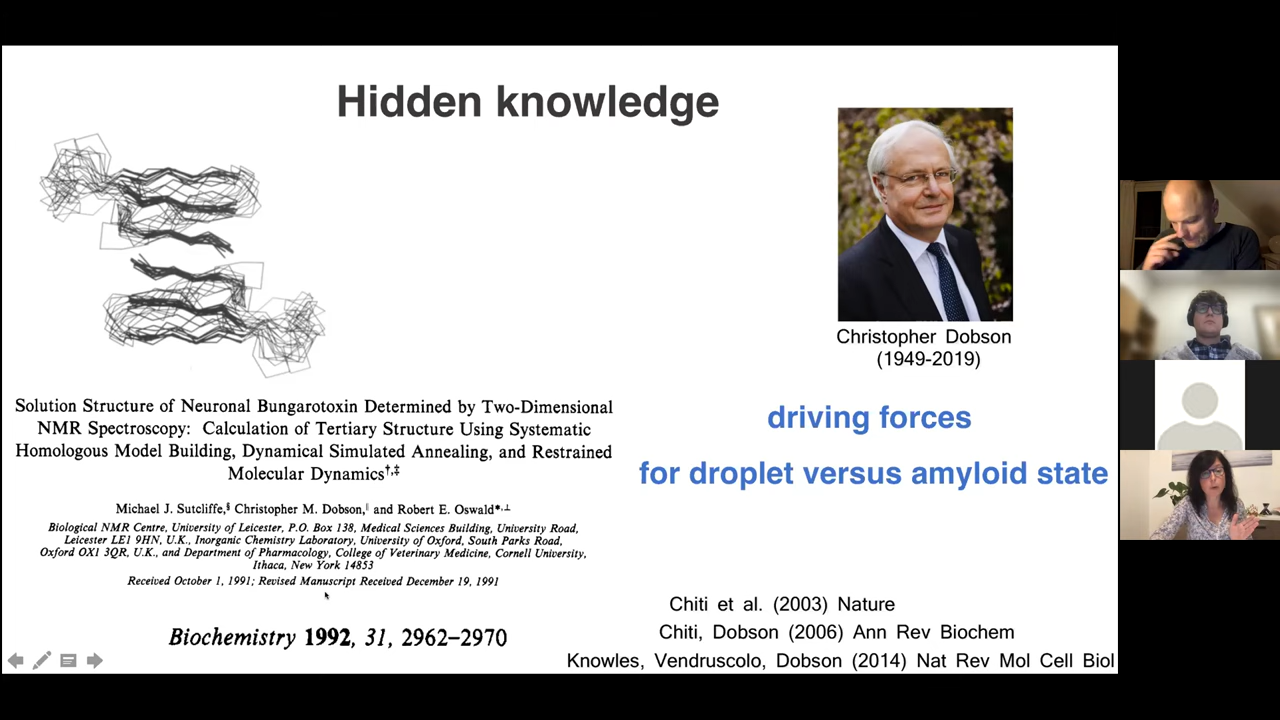 Hidden knowledge
Christopher Dobson
(1949-2019)
Solution Structure of Neuronal Bungarotoxin Determined by Two-Dimensional
NMR Spectroscopy: Calculation of Tertiary Structure Using Systematic
Homologous Model Building, Dynamical Simulated Annealing, and Restrained
Molecular Dynamics†,‡
Michael J. Sutcliffe,§ Christopher M. Dobson,‖ and Robert E. Oswald*,⊥
Biological NMR Centre, University of Leicester, P.O. Box 138, Medical Sciences Building, University Road,
Leicester LE1 9HN, U.K., Inorganic Chemistry Laboratory, University of Oxford, South Parks Road,
Oxford OX1 3QR, U.K., and Department of Pharmacology, College of Veterinary Medicine, Cornell University,
Ithaca, New York 14853
Received October 1, 1991; Revised Manuscript Received December 19, 1991
Biochemistry 1992, 31, 2962–2970
driving forces
for droplet versus amyloid state
Chiti et al. (2003) Nature
Chiti, Dobson (2006) Ann Rev Biochem
Knowles, Vendruscolo, Dobson (2014) Nat Rev Mol Cell Biol